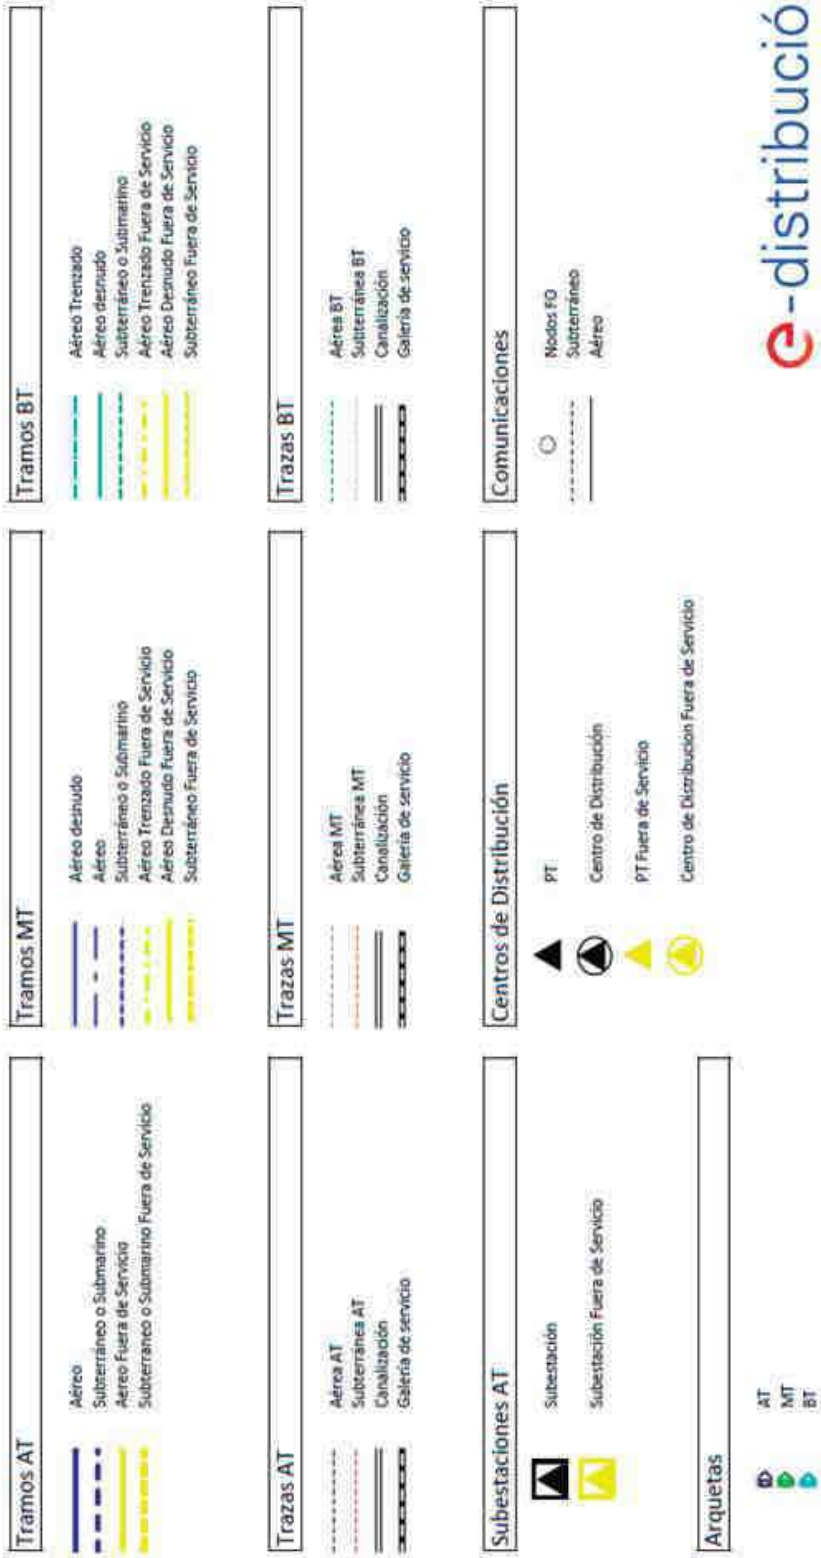 Tramos AT
Aéreo
Subterráneo o Submarino
Aereo Fuera de Servicio
Subterraneo o Submarino Fuera de Servicio
Tramos MT
Aéreo desnudo
Aéreo
Subterráneo o Submarino
Aéreo Trenzado Fuera de Servicio
Aéreo Desnudo Fuera de Servicio
Subterráneo Fuera de Servicio
Tramos BT
Aéreo Trenzado
Aéreo desnudo
Subterráneo o Submarino
Aéreo Trenzado Fuera de Servicio
Aéreo Desnudo Fuera de Servicio
Subterráneo Fuera de Servicio
Trazas AT
Aérea AT
Subterránea AT
Canalización
Galería de servicio
Trazas MT
Aérea MT
Subterránea MT
Canalización
Galería de servicio
Trazas BT
Aérea BT
Subterránea BT
Canalización
Galería de servicio
Subestaciones AT
Subestación
Subestación Fuera de Servicio
Centros de Distribución
PT
Centro de Distribución
PT Fuera de Servicio
Centro de Distribución Fuera de Servicio
Comunicaciones
Nodos FO
Subterráneo
Aéreo
Arquetas
AT
MT
BT
e-distribució